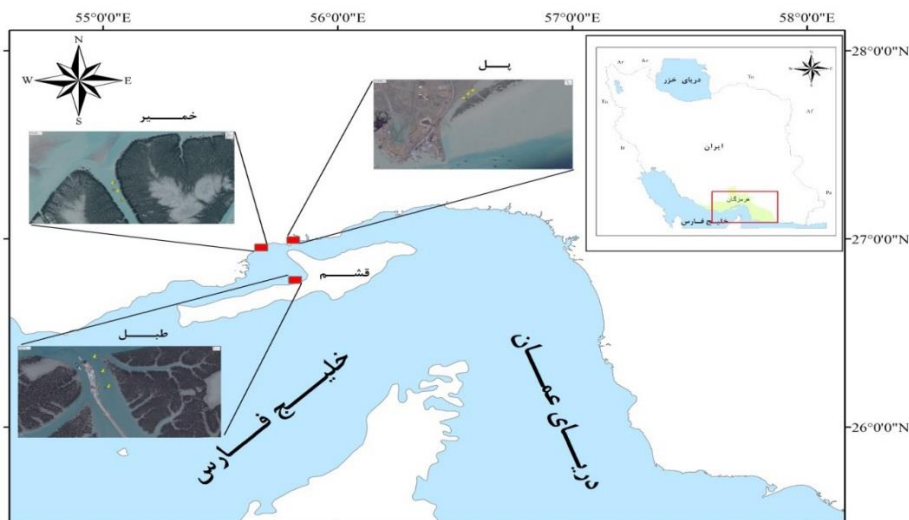 55°0'0"E
56°0'0"E
57°0'0"E
58°0'0"E
28°0'0"N
27°0'0"N
26°0'0"N
N
W
E
S
خمیر
پل
قشم
طبل
خلیج فارس
دریای عمان
دریای خزر
ایران
هرمزگان
خلیج فارس